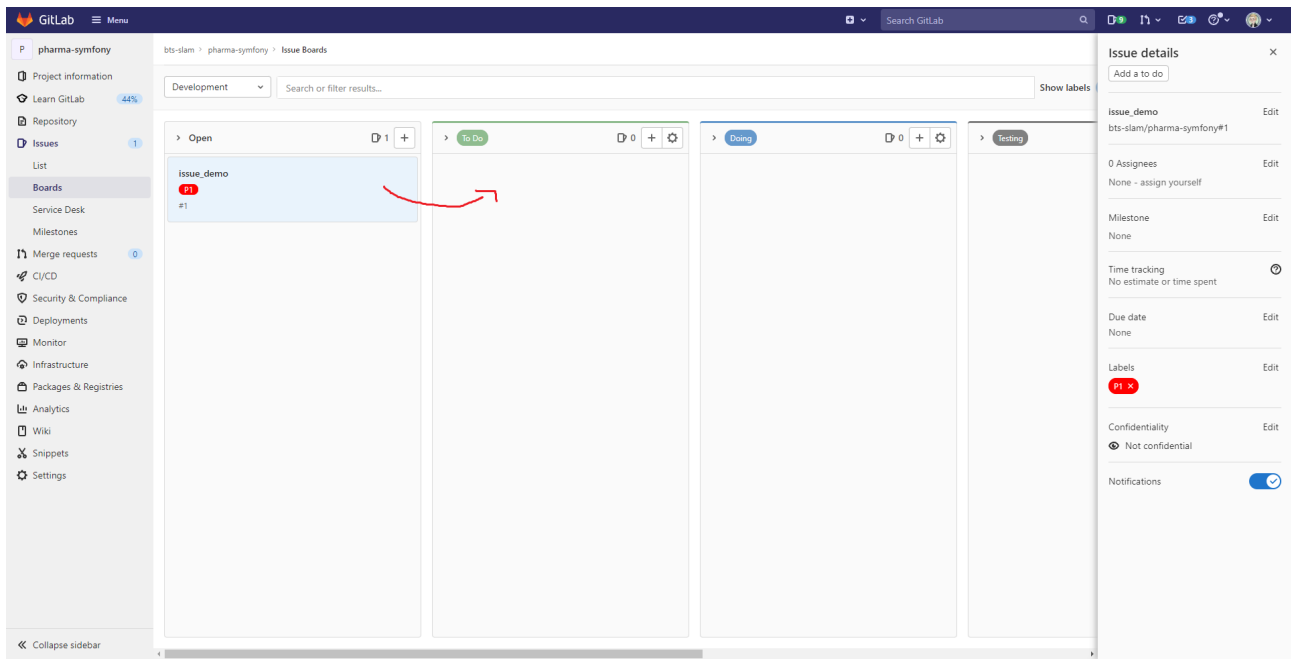 GitLab Menu Search GitLab 9 3
P pharma-symfony
Project information
Learn GitLab 44%
Repository
Issues 1
List
Boards
Service Desk
Milestones
Merge requests 0
CI/CD
Security & Compliance
Deployments
Monitor
Infrastructure
Packages & Registries
Analytics
Wiki
Snippets
Settings
Collapse sidebar
bts-slam > pharma-symfony > Issue Boards
Development Search or filter results... Show labels
Open 1 +
issue_demo
P1
#1
To Do 0 +
Doing 0 +
Testing
Issue details ×
Add a to do
issue_demo Edit
bts-slam/pharma-symfony#1
0 Assignees Edit
None - assign yourself
Milestone Edit
None
Time tracking
No estimate or time spent
Due date Edit
None
Labels Edit
P1 ×
Confidentiality Edit
Not confidential
Notifications